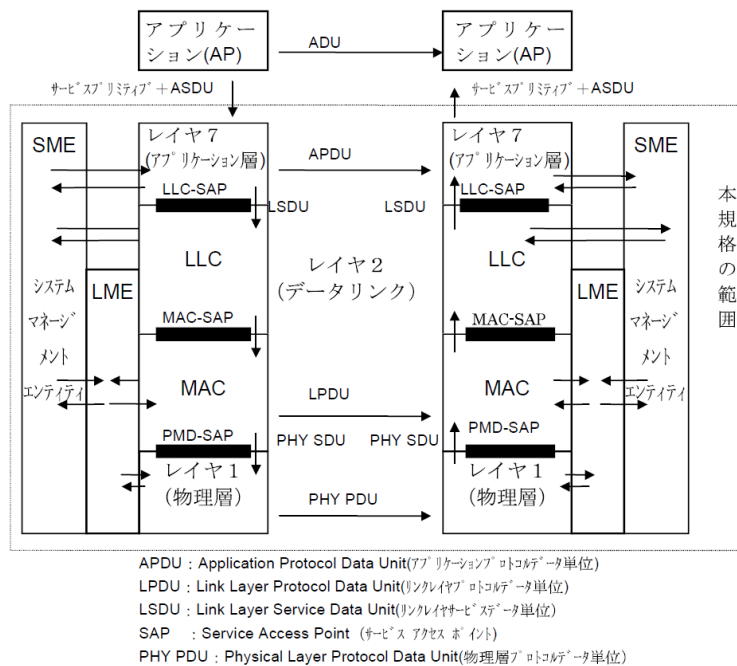 アプリケー
ション(AP)
ADU
アプリケー
ション(AP)
サービスプリミティブ+ASDU
サービスプリミティブ+ASDU
SME
レイヤ7
(アプリケーション層)
APDU
レイヤ7
(アプリケーション層)
SME
LLC-SAP
LSDU
LSDU
LLC-SAP
LLC
レイヤ2
(データリンク)
LLC
本規格の範囲
システム
マネージ
メント
エンティティ
LME
LME
システム
マネージ
メント
エンティティ
MAC-SAP
MAC-SAP
MAC
LPDU
MAC
PMD-SAP
PHY SDU
PHY SDU
PMD-SAP
レイヤ1
(物理層)
PHY PDU
レイヤ1
(物理層)
APDU：Application Protocol Data Unit(アプリケーションプロトコルデータ単位)
LPDU：Link Layer Protocol Data Unit(リンクレイヤプロトコルデータ単位)
LSDU：Link Layer Service Data Unit(リンクレイヤサービスデータ単位)
SAP ：Service Access Point (サービス アクセス ポイント)
PHY PDU：Physical Layer Protocol Data Unit(物理層プロトコルデータ単位)